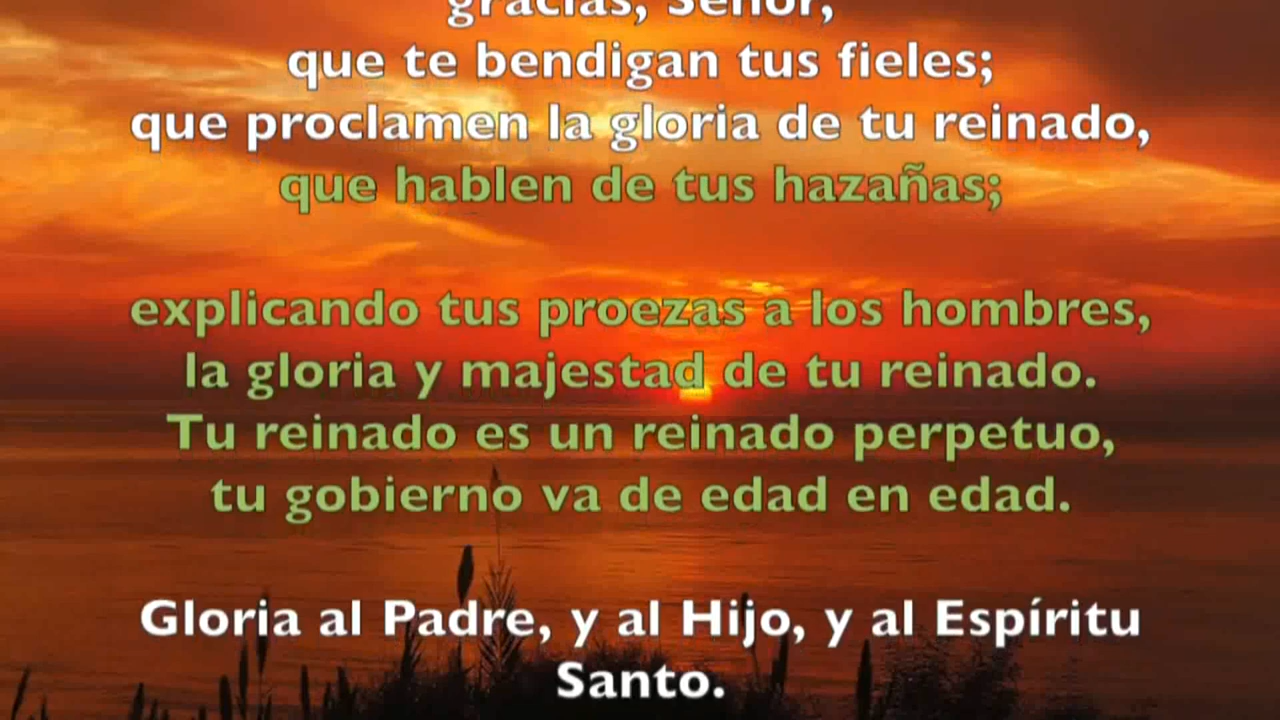 gracias, Señor,
que te bendigan tus fieles;
que proclamen la gloria de tu reinado,
que hablen de tus hazañas;
explicando tus proezas a los hombres,
la gloria y majestad de tu reinado.
Tu reinado es un reinado perpetuo,
tu gobierno va de edad en edad.
Gloria al Padre, y al Hijo, y al Espíritu
Santo.